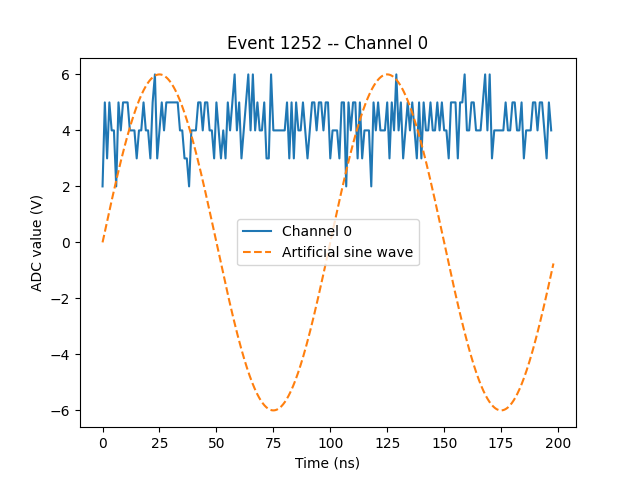 Event 1252 -- Channel 0
ADC value (V)
6
4
2
0
−2
−4
−6
Channel 0
Artificial sine wave
0 25 50 75 100 125 150 175 200
Time (ns)